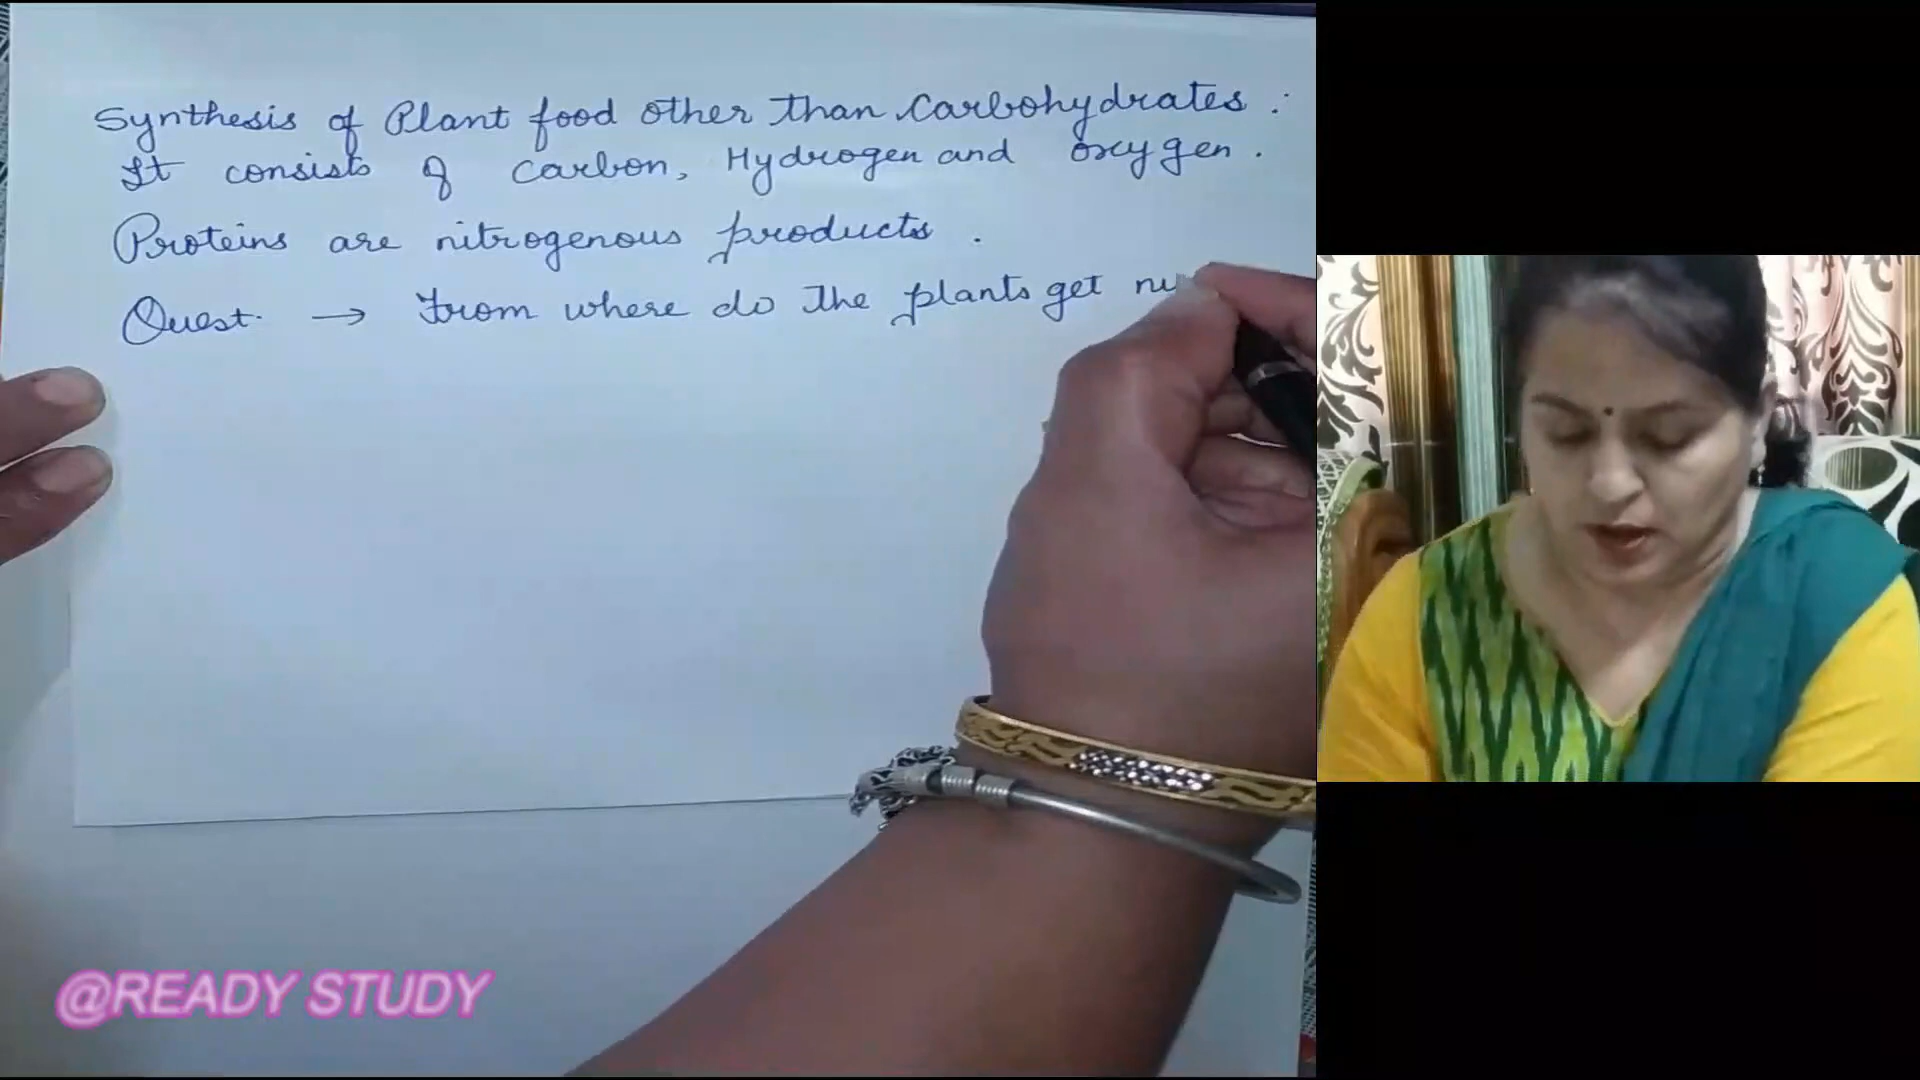 Synthesis of Plant food other than Carbohydrates :
It consists of Carbon, Hydrogen and oxygen .
Proteins are nitrogenous products .
Quest. → From where do the plants get
@READY STUDY